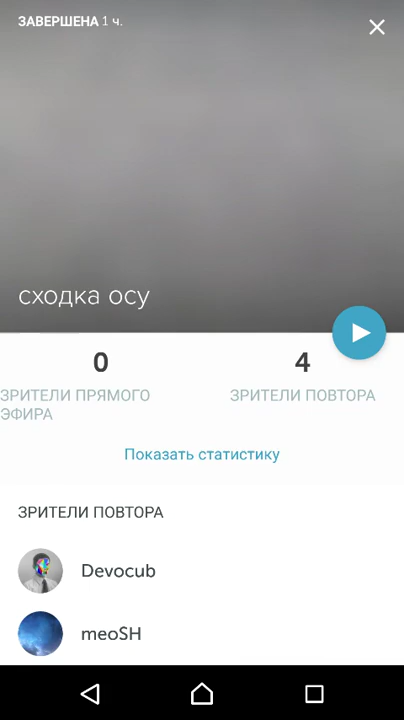 ЗАВЕРШЕНА 1 ч.
сходка осу
0
ЗРИТЕЛИ ПРЯМОГО
ЭФИРА
4
ЗРИТЕЛИ ПОВТОРА
Показать статистику
ЗРИТЕЛИ ПОВТОРА
Devocub
meoSH